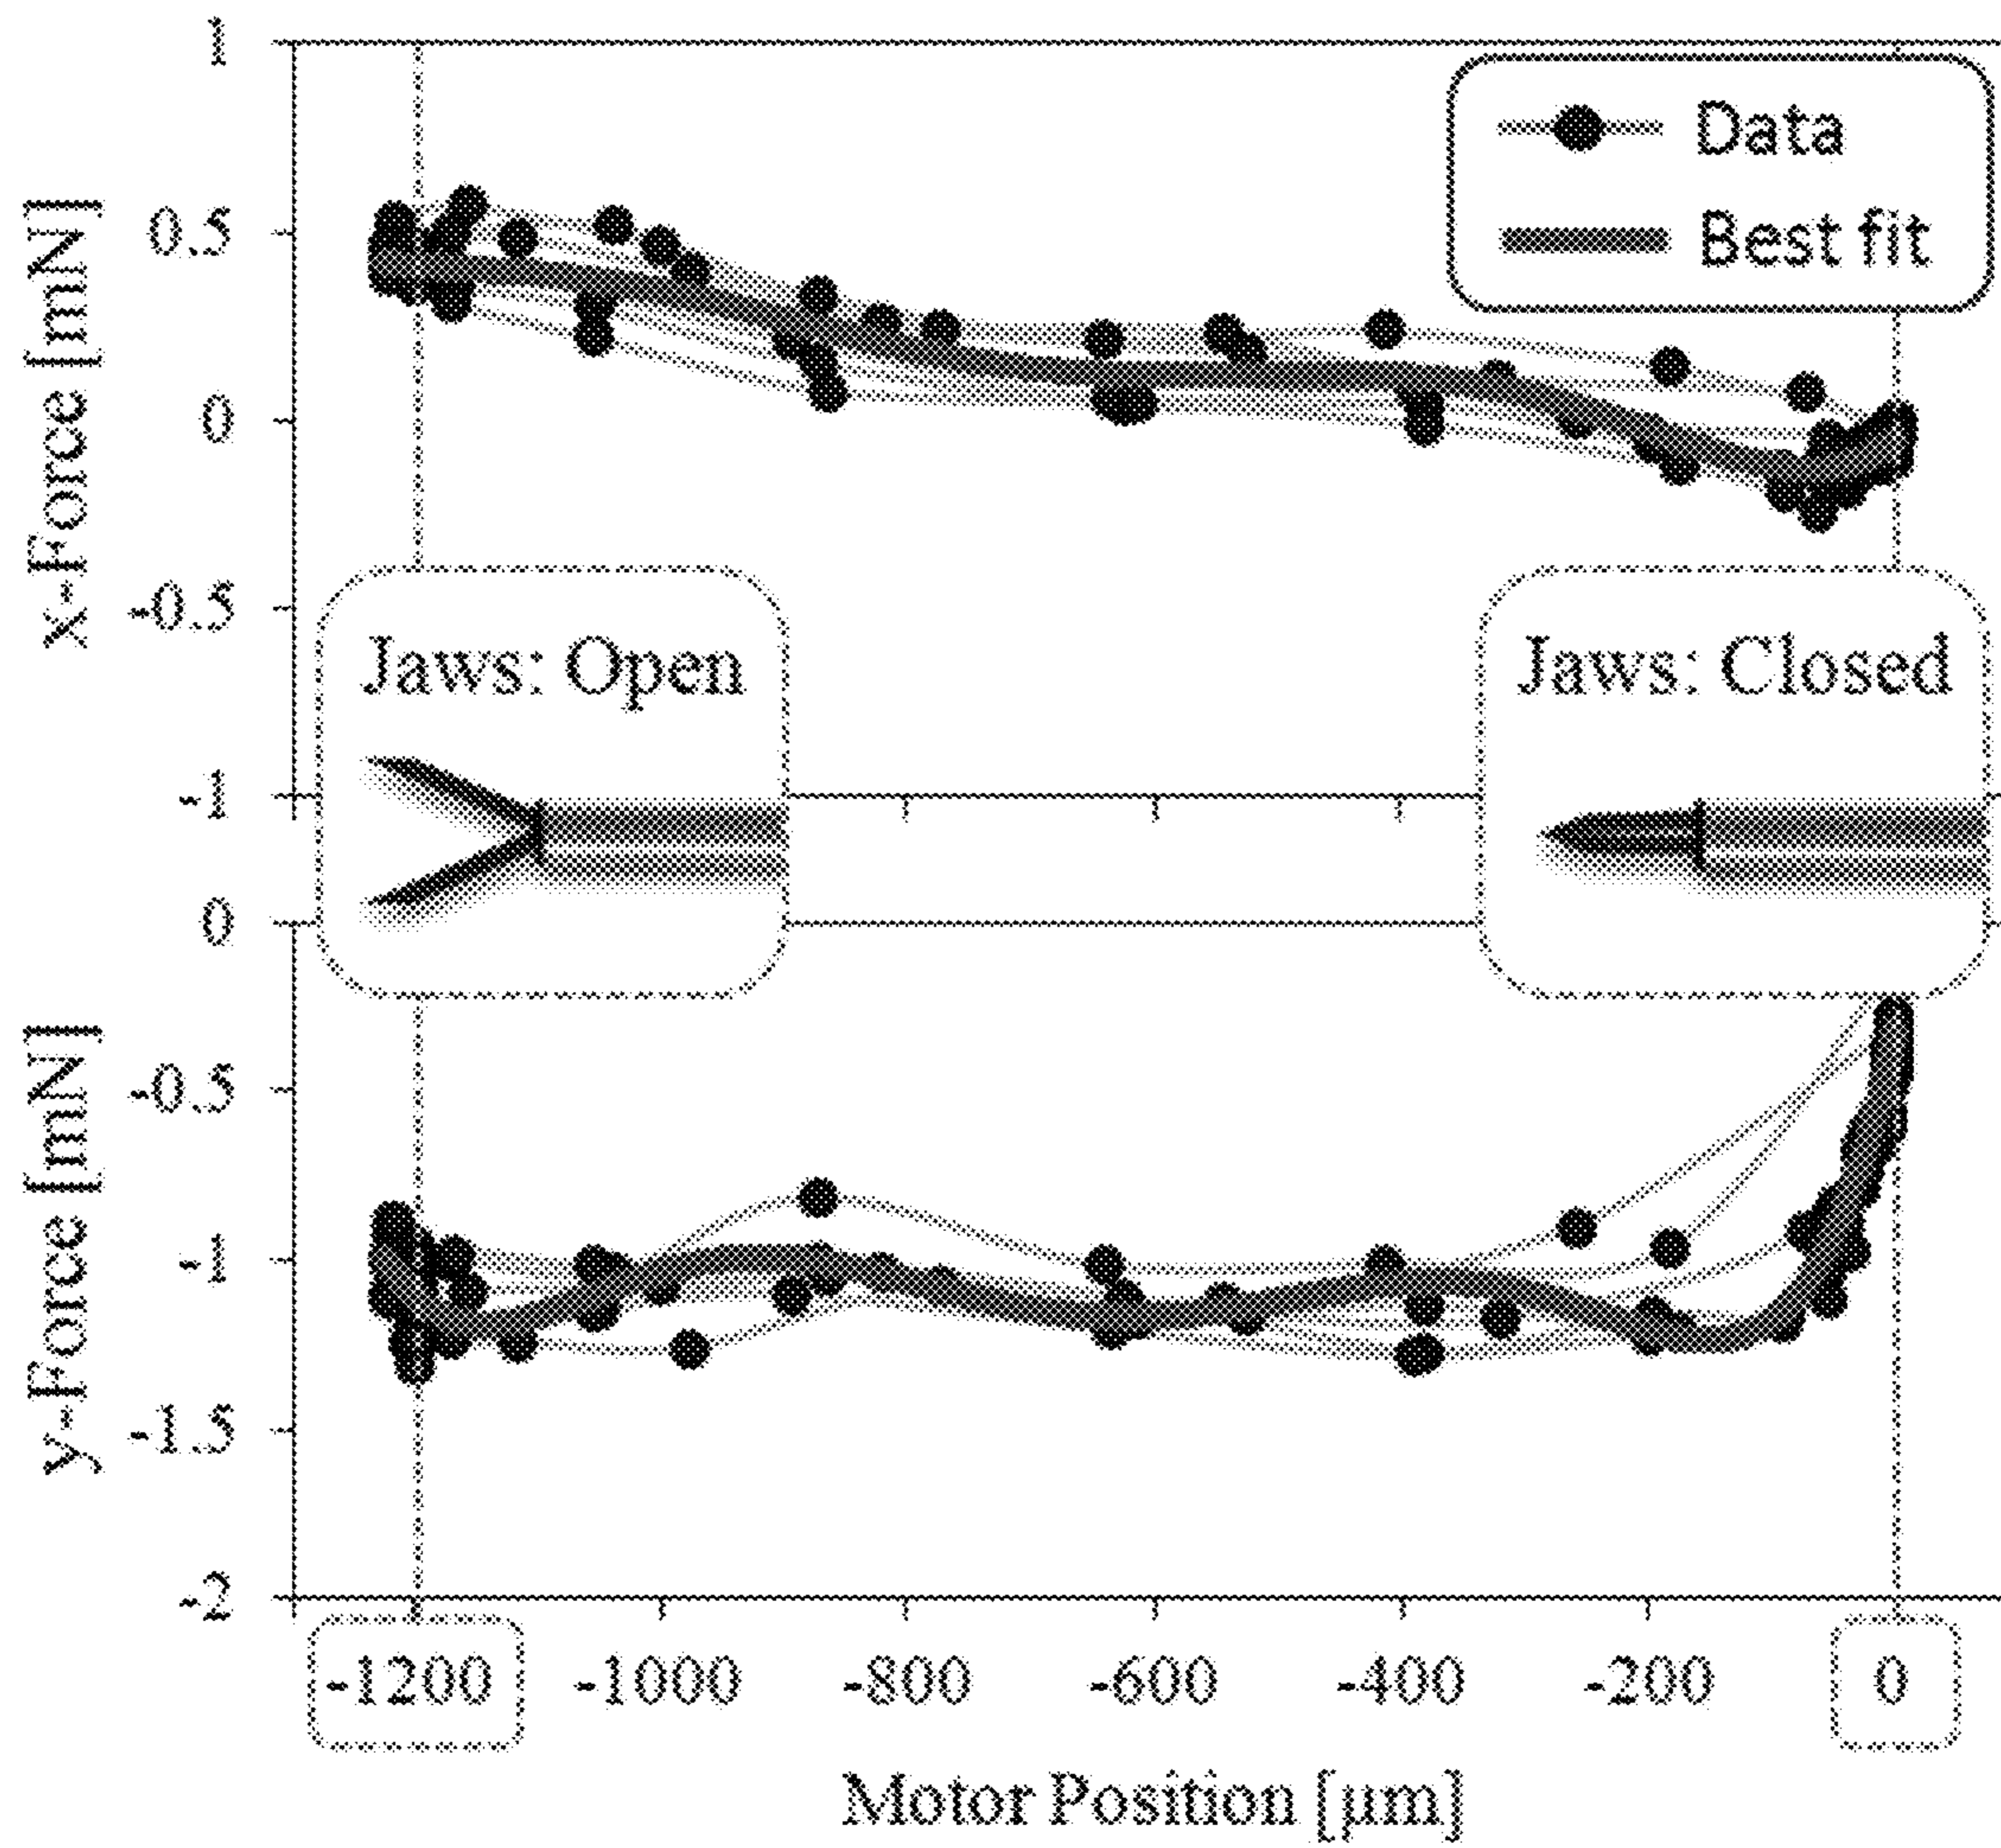 x-Force [mN]
1
0.5
0
-0.5
-1
Data
Best fit
Jaws: Open
Jaws: Closed
y-Force [mN]
0
-0.5
-1
-1.5
-2
-1200 -1000 -800 -600 -400 -200 0
Motor Position [μm]